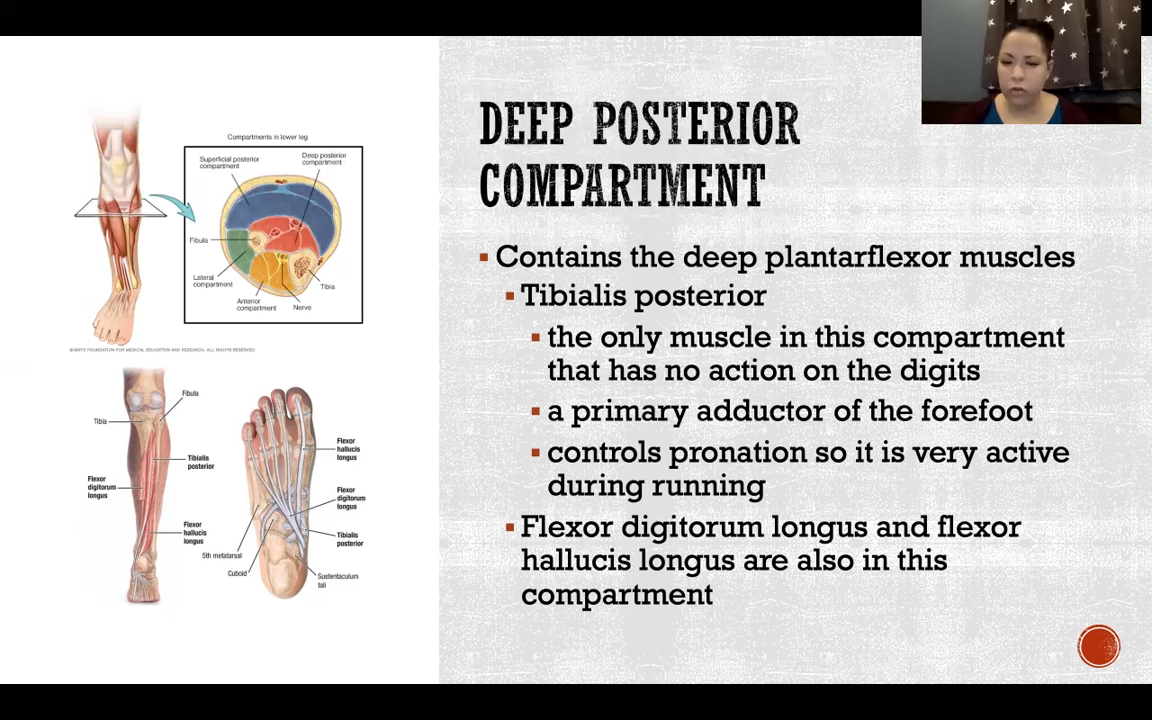 DEEP POSTERIOR
COMPARTMENT
▪ Contains the deep plantarflexor muscles
▪ Tibialis posterior
▪ the only muscle in this compartment
that has no action on the digits
▪ a primary adductor of the forefoot
▪ controls pronation so it is very active
during running
▪ Flexor digitorum longus and flexor
hallucis longus are also in this
compartment
Compartments in lower leg
Superficial posterior
compartment
Deep posterior
compartment
Fibula
Lateral
compartment
Anterior
compartment
Nerve
Tibia
©MAYO FOUNDATION FOR MEDICAL EDUCATION AND RESEARCH. ALL RIGHTS RESERVED.
Fibula
Tibia
Tibialis
posterior
Flexor
digitorum
longus
Flexor
hallucis
longus
Flexor
hallucis
longus
Flexor
digitorum
longus
Tibialis
posterior
5th metatarsal
Cuboid
Sustentaculum
tali